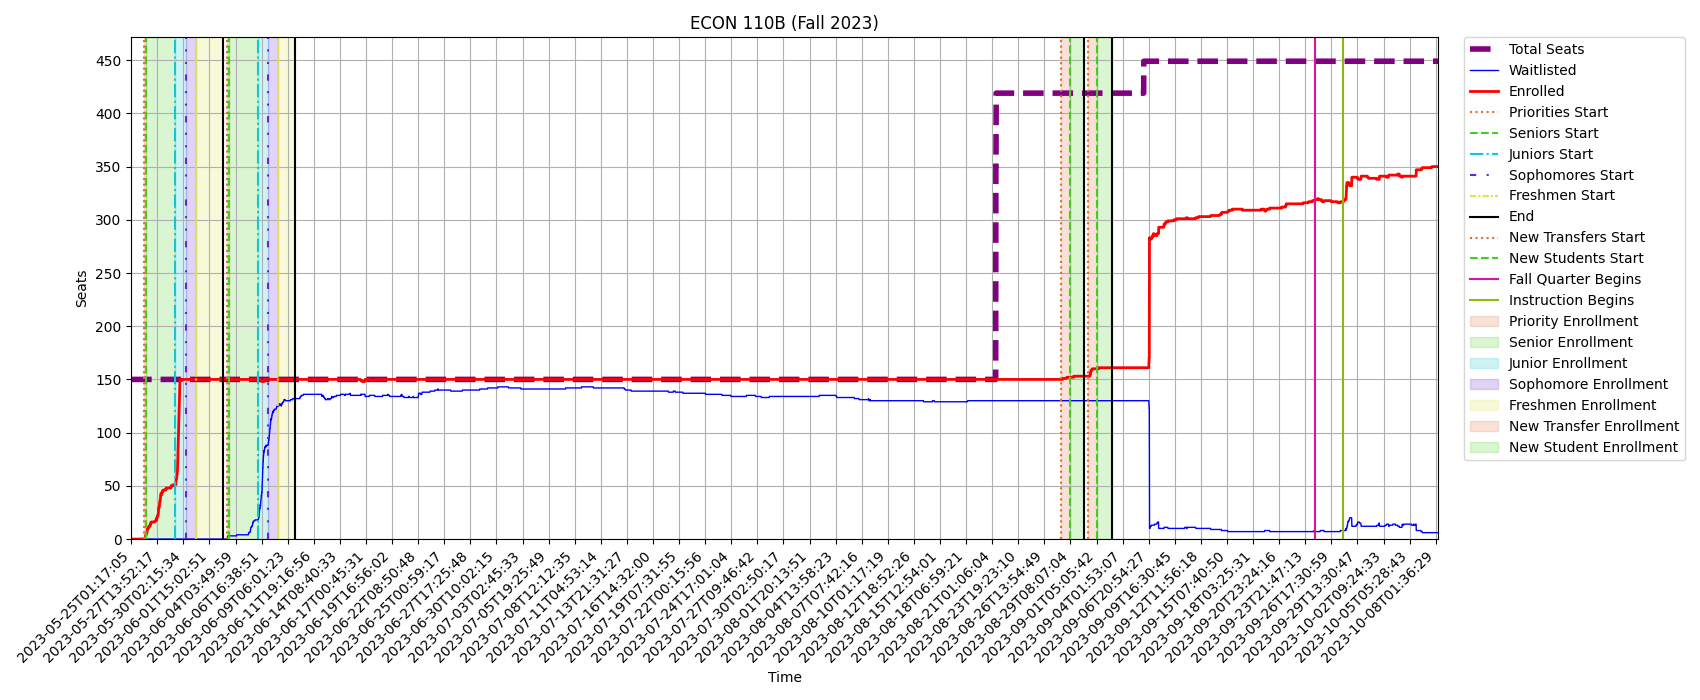 ECON 110B (Fall 2023)
Seats
450
400
350
300
250
200
150
100
50
0
2023-05-25T01:17:05
2023-05-27T13:52:17
2023-05-30T02:15:34
2023-06-01T15:02:51
2023-06-04T03:49:59
2023-06-06T16:38:51
2023-06-09T06:01:23
2023-06-11T19:16:56
2023-06-14T08:40:33
2023-06-17T00:45:31
2023-06-19T16:56:02
2023-06-22T08:50:48
2023-06-25T00:59:17
2023-06-27T17:25:48
2023-06-30T10:02:15
2023-07-03T02:45:33
2023-07-05T19:25:49
2023-07-08T12:12:35
2023-07-11T04:53:14
2023-07-13T21:31:27
2023-07-16T14:32:00
2023-07-19T07:31:55
2023-07-22T00:15:56
2023-07-24T17:01:04
2023-07-27T09:46:42
2023-07-30T02:50:17
2023-08-01T20:13:51
2023-08-04T13:58:23
2023-08-07T07:42:16
2023-08-10T01:17:19
2023-08-12T18:52:26
2023-08-15T12:54:01
2023-08-18T06:59:21
2023-08-21T01:06:04
2023-08-23T19:23:10
2023-08-26T13:54:49
2023-08-29T08:07:04
2023-09-01T05:05:42
2023-09-04T01:53:07
2023-09-06T20:54:27
2023-09-09T16:30:45
2023-09-12T11:56:18
2023-09-15T07:40:50
2023-09-18T03:25:31
2023-09-20T23:24:16
2023-09-23T21:47:13
2023-09-26T17:30:59
2023-09-29T13:30:47
2023-10-02T09:24:33
2023-10-05T05:28:43
2023-10-08T01:36:29
Time
Total Seats
Waitlisted
Enrolled
Priorities Start
Seniors Start
Juniors Start
Sophomores Start
Freshmen Start
End
New Transfers Start
New Students Start
Fall Quarter Begins
Instruction Begins
Priority Enrollment
Senior Enrollment
Junior Enrollment
Sophomore Enrollment
Freshmen Enrollment
New Transfer Enrollment
New Student Enrollment